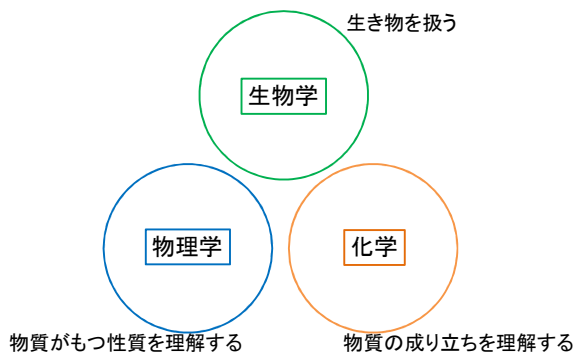 生き物を扱う
生物学
物理学
化学
物質がもつ性質を理解する
物質の成り立ちを理解する